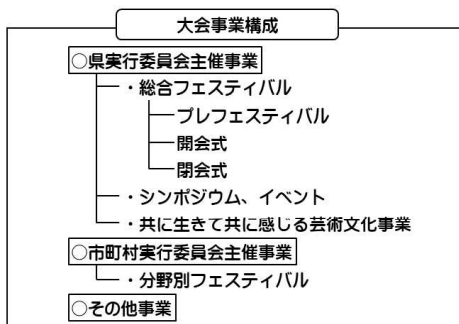 大会事業構成
○県実行委員会主催事業
・総合フェスティバル
プレフェスティバル
開会式
閉会式
・シンポジウム、イベント
・共に生きて共に感じる芸術文化事業
○市町村実行委員会主催事業
・分野別フェスティバル
○その他事業